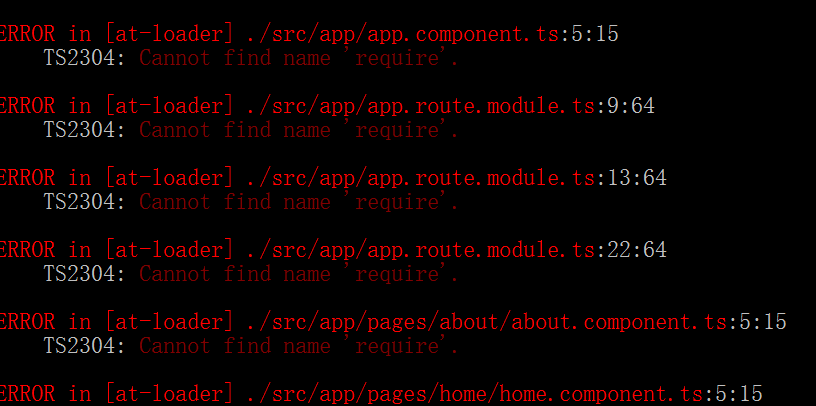 ERROR in [at-loader] ./src/app/app.component.ts:5:15
TS2304: Cannot find name 'require'.
ERROR in [at-loader] ./src/app/app.route.module.ts:9:64
TS2304: Cannot find name 'require'.
ERROR in [at-loader] ./src/app/app.route.module.ts:13:64
TS2304: Cannot find name 'require'.
ERROR in [at-loader] ./src/app/app.route.module.ts:22:64
TS2304: Cannot find name 'require'.
ERROR in [at-loader] ./src/app/pages/about/about.component.ts:5:15
TS2304: Cannot find name 'require'.
ERROR in [at-loader] ./src/app/pages/home/home.component.ts:5:15